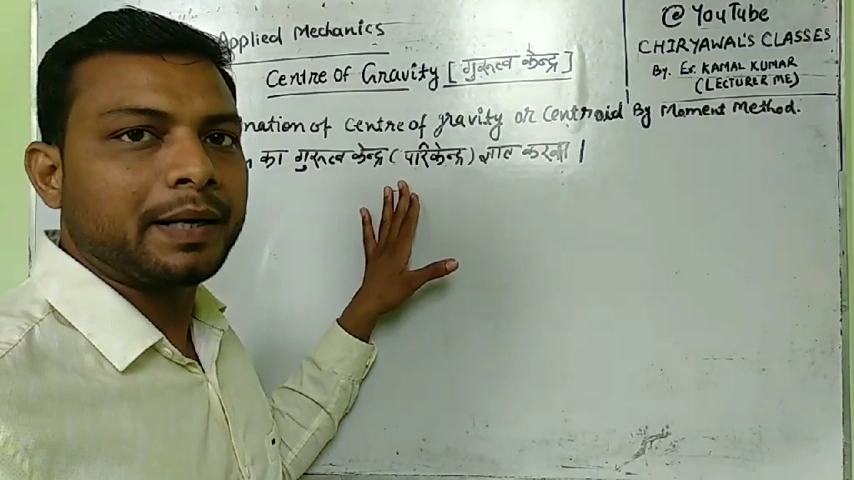 Applied Mechanics
@ YouTube
CHIRYAWAL'S CLASSES
By. Er. KAMAL KUMAR
(LECTURER ME)
Centre of Gravity [गुरूत्व केन्द्र]
nation of Centre of gravity or Centroid By Moment Method.
का गुरूत्व केन्द्र (परिकेन्द्र) ज्ञात करना |